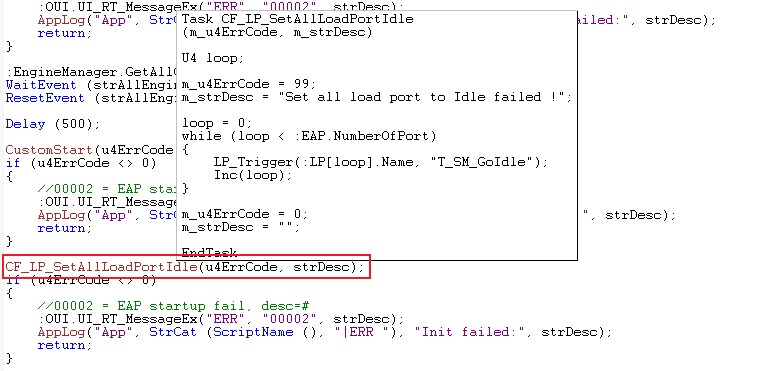 :OUI.UI_RT_MessageEx("ERR", "00002", strDesc);
AppLog("App", StrC
ailed:", strDesc);
return;
}
:EngineManager.GetAllC
WaitEvent (strAllEngin
ResetEvent (strAllEngi
Delay (500);
CustomStart(u4ErrCode
if (u4ErrCode <> 0)
{
//00002 = EAP sta
:OUI.UI_RT_Messag
AppLog("App", StrC
", strDesc);
return;
}
Task CF_LP_SetAllLoadPortIdle
(m_u4ErrCode, m_strDesc)
U4 loop;
m_u4ErrCode = 99;
m_strDesc = "Set all load port to Idle failed !";
loop = 0;
while (loop < :EAP.NumberOfPort)
{
LP_Trigger(:LP[loop].Name, "T_SM_GoIdle");
Inc(loop);
}
m_u4ErrCode = 0;
m_strDesc = "";
EndTask
CF_LP_SetAllLoadPortIdle(u4ErrCode, strDesc);
if (u4ErrCode <> 0)
{
//00002 = EAP startup fail, desc=#
:OUI.UI_RT_MessageEx("ERR", "00002", strDesc);
AppLog("App", StrCat (ScriptName (), "|ERR "), "Init failed:", strDesc);
return;
}